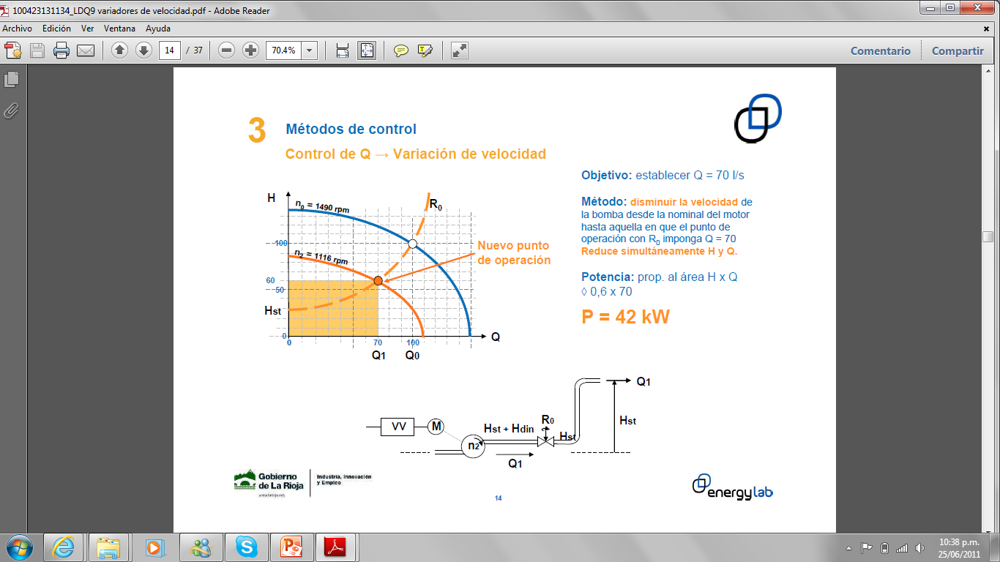 100423131134_LDQ9 variadores de velocidad.pdf - Adobe Reader
Archivo Edición Ver Ventana Ayuda
14 / 37 70.4% Comentario Compartir
3 Métodos de control
Control de Q → Variación de velocidad
Objetivo: establecer Q = 70 l/s
Método: disminuir la velocidad de
la bomba desde la nominal del motor
hasta aquella en que el punto de
operación con R0 imponga Q = 70
Reduce simultáneamente H y Q.
Potencia: prop. al área H x Q
◊ 0,6 x 70
P = 42 kW
H
n0 = 1490 rpm
R0
100
n2 = 1116 rpm
Nuevo punto
de operación
60
50
Hst
0
Q
0 70 100
Q1 Q0
Q1
VV M Hst + Hdin R0 Hst
Hst
n2
Q1
Gobierno
de La Rioja
www.larioja.org
Industria, Innovación
y Empleo
energylab
14
10:38 p.m.
25/06/2011